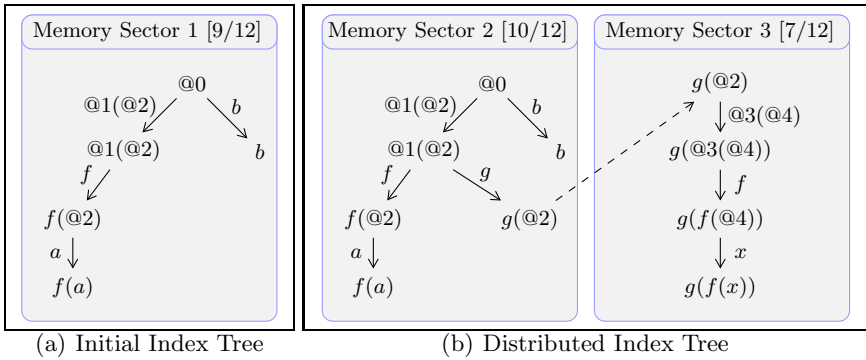 Memory Sector 1 [9/12]
@0
@1(@2) b
@1(@2) b
f
f(@2)
a
f(a)
(a) Initial Index Tree
Memory Sector 2 [10/12]
@0
@1(@2) b
@1(@2) b
f g
f(@2) g(@2)
a
f(a)
Memory Sector 3 [7/12]
g(@2)
@3(@4)
g(@3(@4))
f
g(f(@4))
x
g(f(x))
(b) Distributed Index Tree